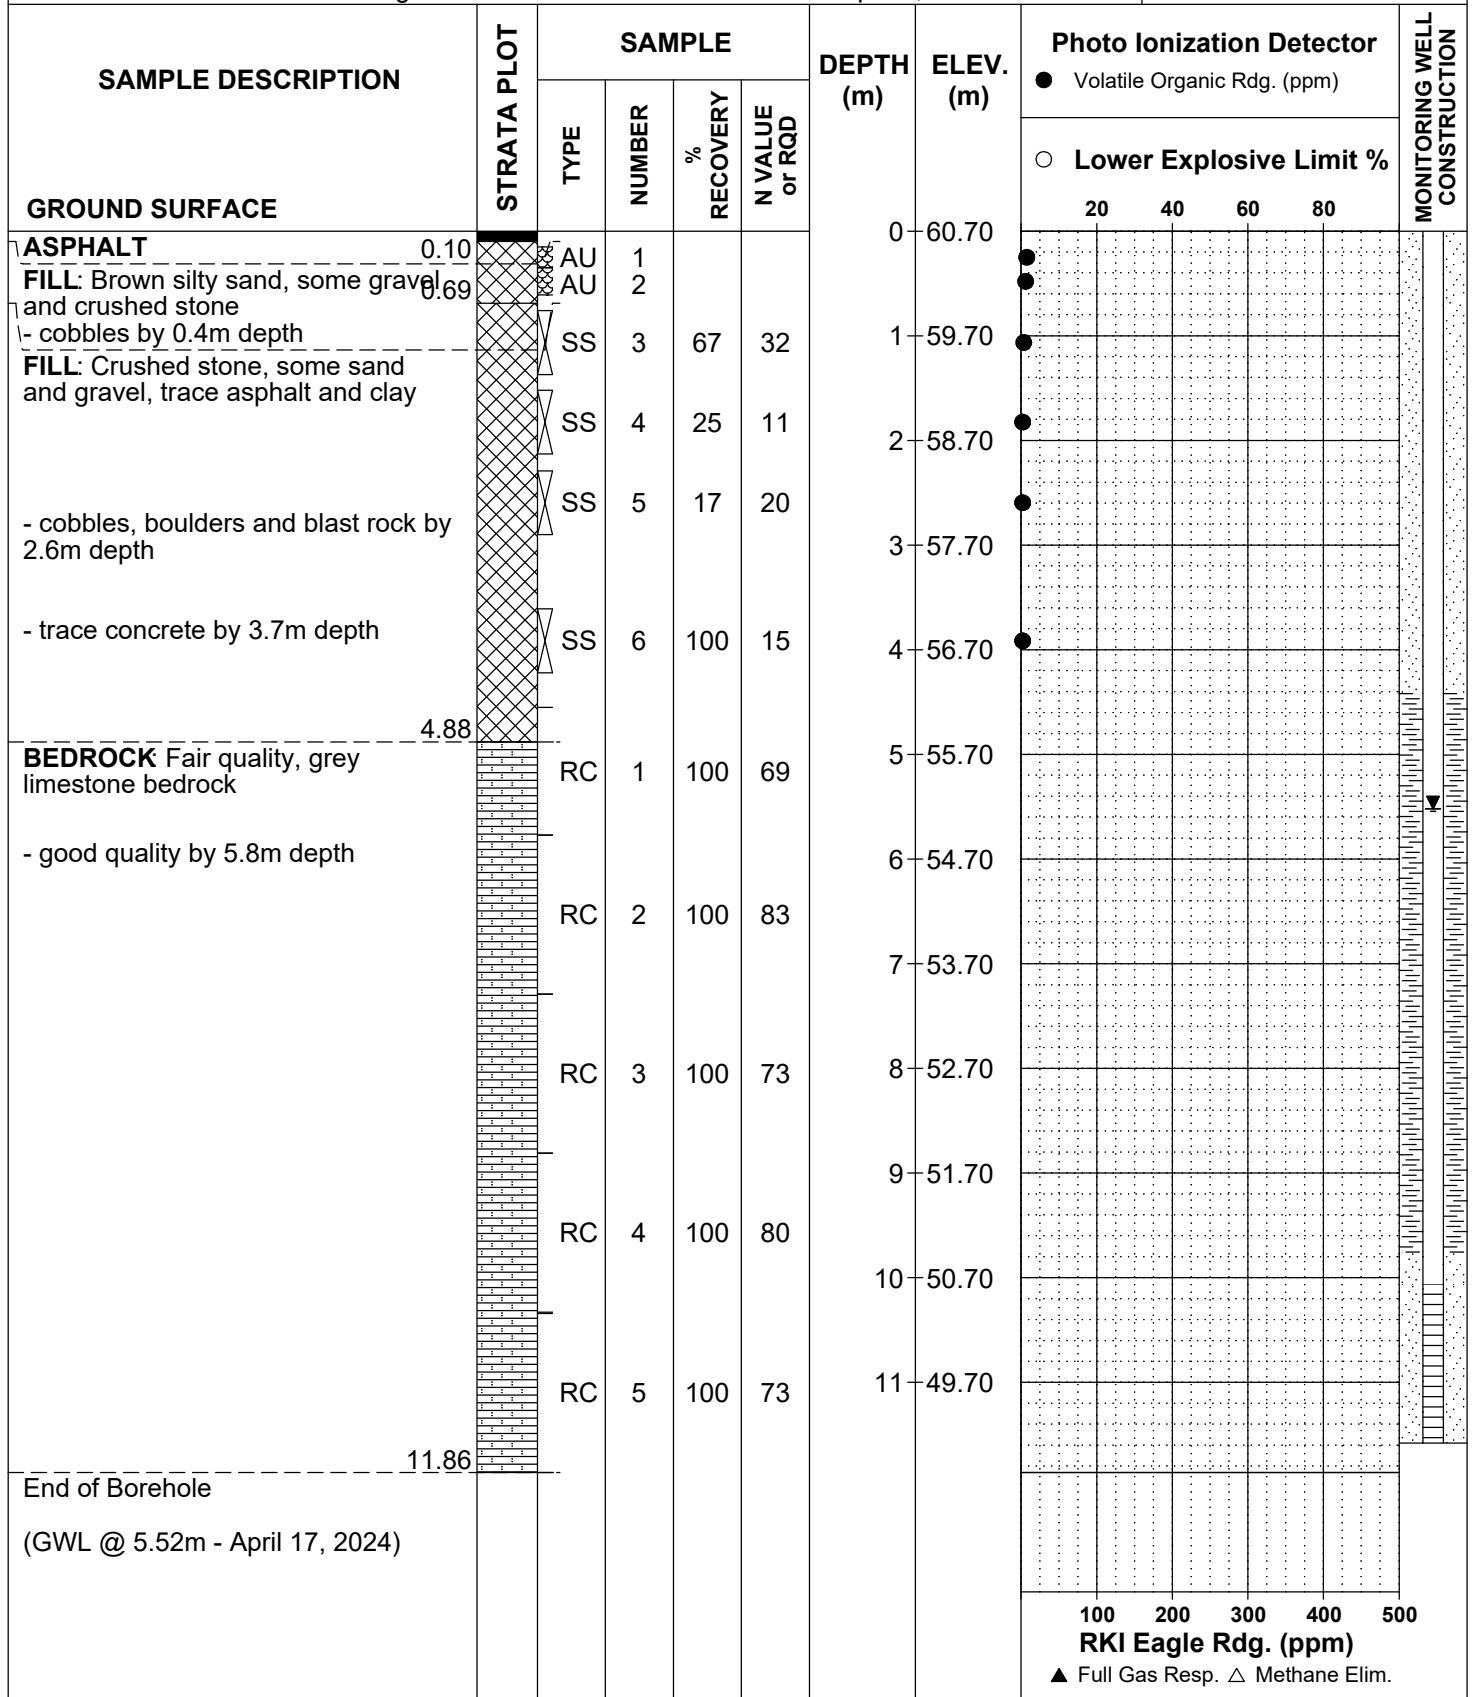 SAMPLE DESCRIPTION
GROUND SURFACE
STRATA PLOT
SAMPLE
TYPE
NUMBER
%
RECOVERY
N VALUE
or RQD
DEPTH
(m)
ELEV.
(m)
Photo Ionization Detector
● Volatile Organic Rdg. (ppm)
○ Lower Explosive Limit %
20 40 60 80
MONITORING WELL
CONSTRUCTION
0 60.70
ASPHALT 0.10
AU 1
FILL: Brown silty sand, some gravel
0.69
AU 2
and crushed stone
- cobbles by 0.4m depth
SS 3 67 32
1 59.70
FILL: Crushed stone, some sand
and gravel, trace asphalt and clay
SS 4 25 11
2 58.70
SS 5 17 20
- cobbles, boulders and blast rock by
2.6m depth
3 57.70
- trace concrete by 3.7m depth
SS 6 100 15
4 56.70
4.88
BEDROCK: Fair quality, grey
limestone bedrock
5 55.70
RC 1 100 69
- good quality by 5.8m depth
6 54.70
RC 2 100 83
7 53.70
RC 3 100 73
8 52.70
9 51.70
RC 4 100 80
10 50.70
11 49.70
RC 5 100 73
11.86
End of Borehole
(GWL @ 5.52m - April 17, 2024)
100 200 300 400 500
RKI Eagle Rdg. (ppm)
▲ Full Gas Resp. △ Methane Elim.